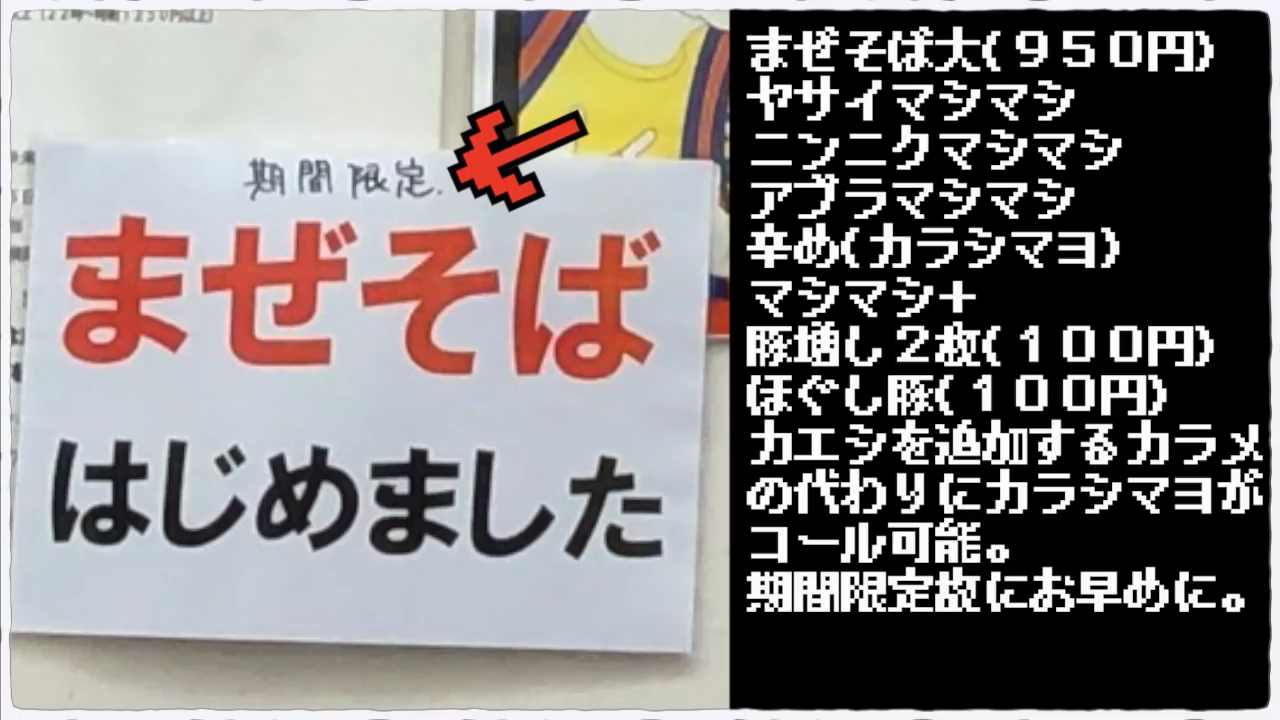 期間限定.
まぜそば
はじめました
まぜそば大(９５０円)
ヤサイマシマシ
ニンニクマシマシ
アブラマシマシ
辛め(カラシマヨ)
マシマシ＋
豚増し２枚(１００円)
ほぐし豚(１００円)
カエシを追加するカラメ
の代わりにカラシマヨが
コール可能。
期間限定故にお早めに。